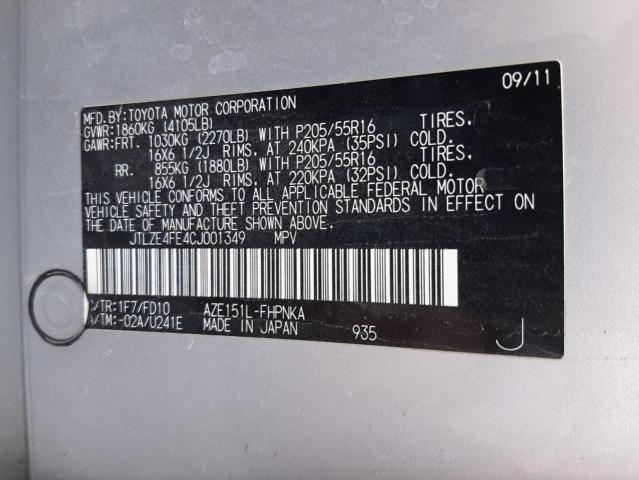 09/11
MFD.BY:TOYOTA MOTOR CORPORATION
GVWR:1860KG (4105LB)
GAWR:FRT. 1030KG (2270LB) WITH P205/55R16 TIRES,
16X6 1/2J RIMS, AT 240KPA (35PSI) COLD.
RR. 855KG (1880LB) WITH P205/55R16 TIRES,
16X6 1/2J RIMS, AT 220KPA (32PSI) COLD.
THIS VEHICLE CONFORMS TO ALL APPLICABLE FEDERAL MOTOR
VEHICLE SAFETY AND THEFT PREVENTION STANDARDS IN EFFECT ON
THE DATE OF MANUFACTURE SHOWN ABOVE.
JTLZE4FE4CJ001349 MPV
C/TR:1F7/FD10 AZE151L-FHPNKA
A/TM:-02A/U241E MADE IN JAPAN 935 J